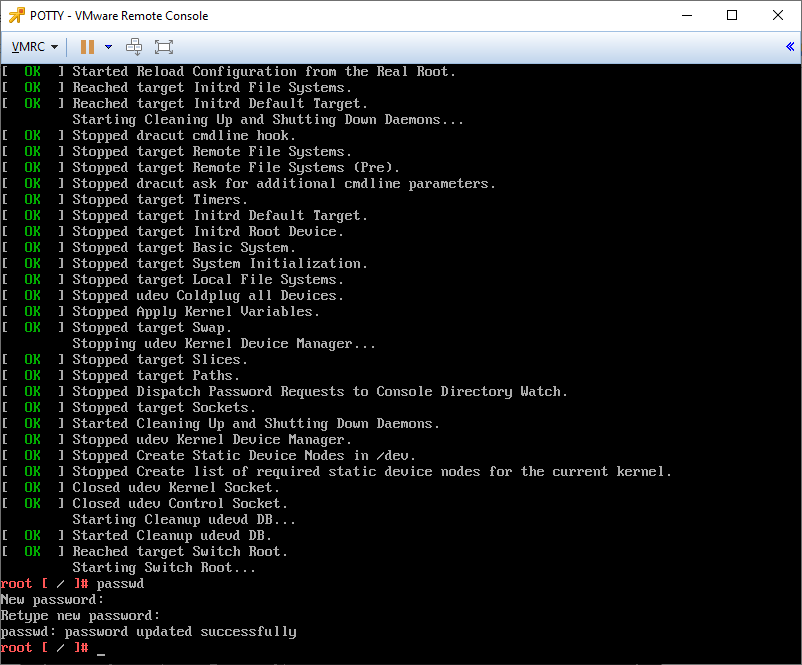 POTTY - VMware Remote Console
VMRC
[  OK  ] Started Reload Configuration from the Real Root.
[  OK  ] Reached target Initrd File Systems.
[  OK  ] Reached target Initrd Default Target.
         Starting Cleaning Up and Shutting Down Daemons...
[  OK  ] Stopped dracut cmdline hook.
[  OK  ] Stopped target Remote File Systems.
[  OK  ] Stopped target Remote File Systems (Pre).
[  OK  ] Stopped dracut ask for additional cmdline parameters.
[  OK  ] Stopped target Timers.
[  OK  ] Stopped target Initrd Default Target.
[  OK  ] Stopped target Initrd Root Device.
[  OK  ] Stopped target Basic System.
[  OK  ] Stopped target System Initialization.
[  OK  ] Stopped target Local File Systems.
[  OK  ] Stopped udev Coldplug all Devices.
[  OK  ] Stopped Apply Kernel Variables.
[  OK  ] Stopped target Swap.
         Stopping udev Kernel Device Manager...
[  OK  ] Stopped target Slices.
[  OK  ] Stopped target Paths.
[  OK  ] Stopped Dispatch Password Requests to Console Directory Watch.
[  OK  ] Stopped target Sockets.
[  OK  ] Started Cleaning Up and Shutting Down Daemons.
[  OK  ] Stopped udev Kernel Device Manager.
[  OK  ] Stopped Create Static Device Nodes in /dev.
[  OK  ] Stopped Create list of required static device nodes for the current kernel.
[  OK  ] Closed udev Kernel Socket.
[  OK  ] Closed udev Control Socket.
         Starting Cleanup udevd DB...
[  OK  ] Started Cleanup udevd DB.
[  OK  ] Reached target Switch Root.
         Starting Switch Root...
root [ / ]# passwd
New password:
Retype new password:
passwd: password updated successfully
root [ / ]# _